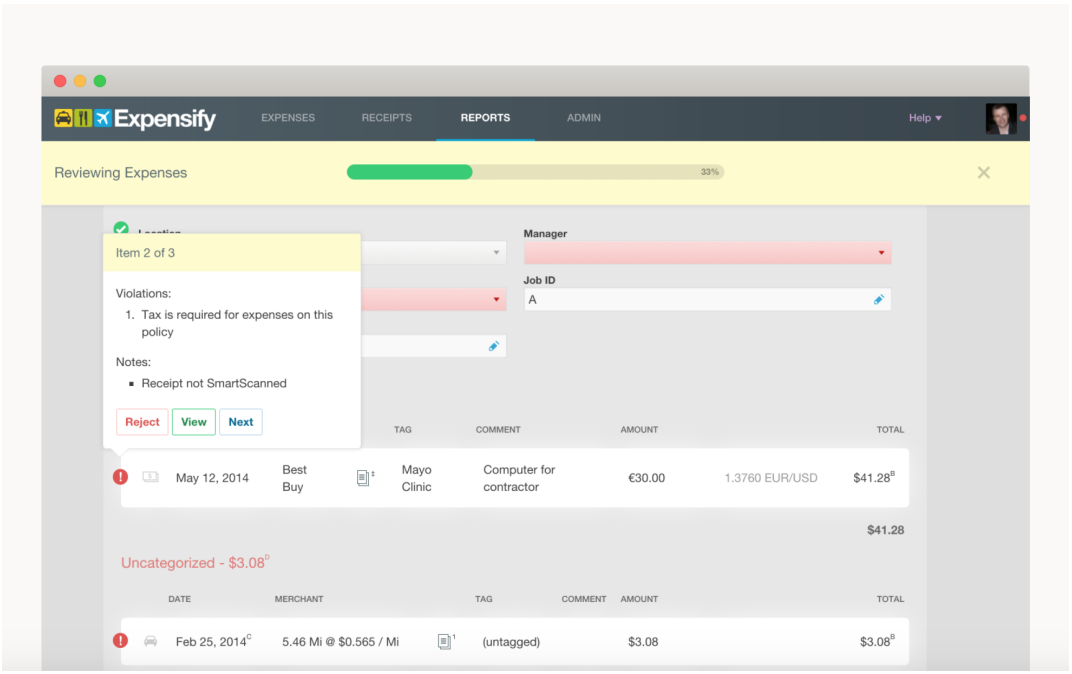 Expensify EXPENSES RECEIPTS REPORTS ADMIN Help
Reviewing Expenses 33%
Location
Manager
Item 2 of 3
Job ID
A
Violations:
1. Tax is required for expenses on this
policy
Notes:
Receipt not SmartScanned
Reject View Next
TAG COMMENT AMOUNT TOTAL
May 12, 2014 Best Buy Mayo Clinic Computer for contractor €30.00 1.3760 EUR/USD $41.28B
$41.28
Uncategorized - $3.08D
DATE MERCHANT TAG COMMENT AMOUNT TOTAL
Feb 25, 2014C 5.46 Mi @ $0.565 / Mi 1 (untagged) $3.08 $3.08B